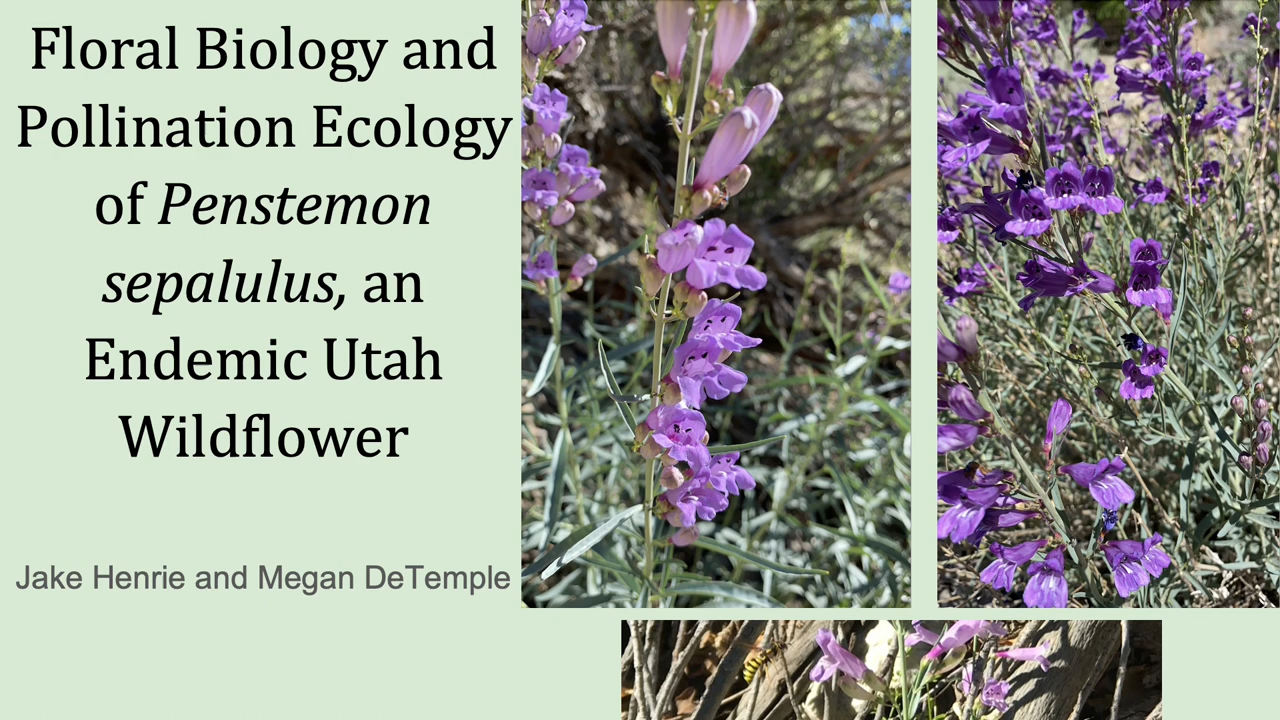 Floral Biology and
Pollination Ecology
of Penstemon
sepalulus, an
Endemic Utah
Wildflower
Jake Henrie and Megan DeTemple